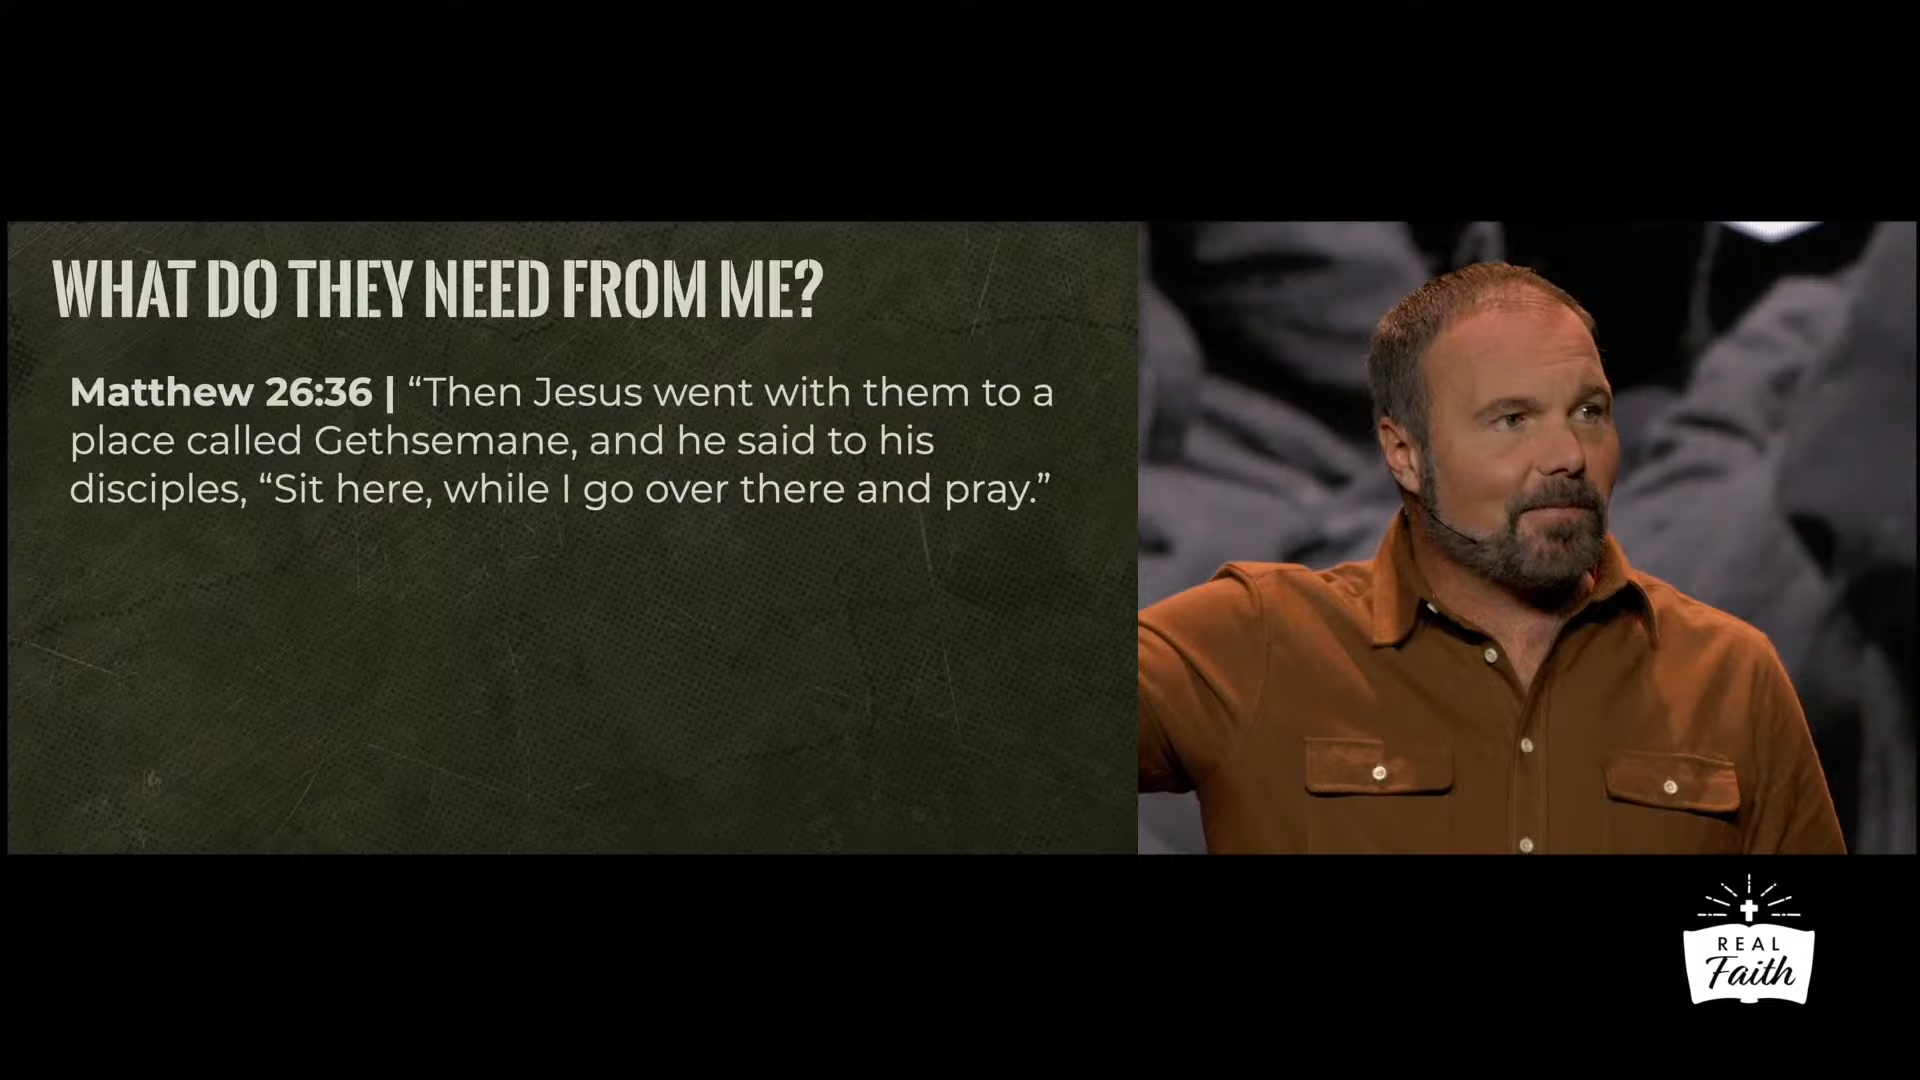 WHAT DO THEY NEED FROM ME?
Matthew 26:36 | “Then Jesus went with them to a
place called Gethsemane, and he said to his
disciples, “Sit here, while I go over there and pray.”
REAL
Faith